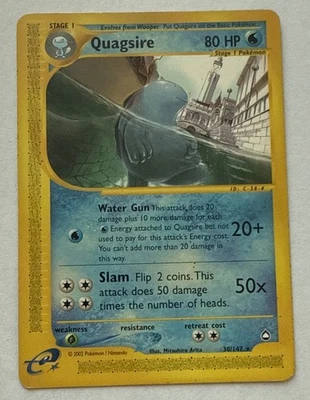 STAGE 1
Evolves from Wooper Put Quagsire on the Basic Pokémon
Quagsire 80 HP
Stage 1 Pokémon
ID: C-58-#
Water Gun This attack does 20
damage plus 10 more damage for each
Energy attached to Quagsire but not
used to pay for this attack's Energy cost.
You can't add more than 20 damage in
this way.
20+
Slam. Flip 2 coins. This
attack does 50 damage
times the number of heads.
50x
weakness resistance retreat cost
e
© 2002 Pokémon / Nintendo
Illus. Mitsuhiro Arita
30/147 ★